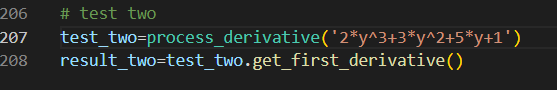 206 # test two
207 test_two=process_derivative('2*y^3+3*y^2+5*y+1')
208 result_two=test_two.get_first_derivative()